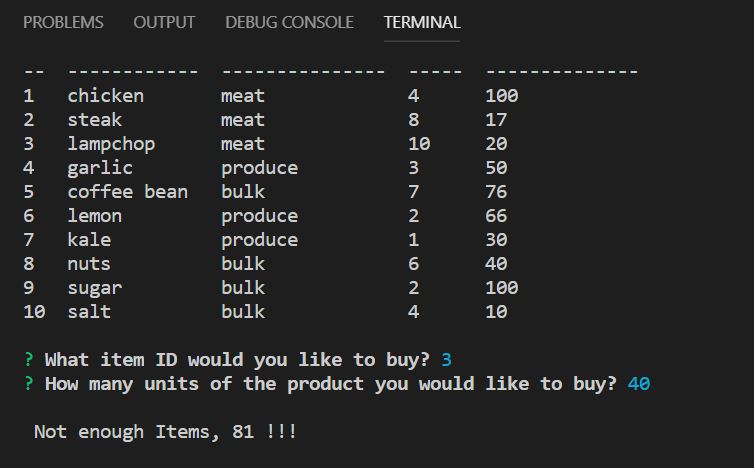 PROBLEMS OUTPUT DEBUG CONSOLE TERMINAL
-- ------------ --------------- ----- --------------
1 chicken meat 4 100
2 steak meat 8 17
3 lampchop meat 10 20
4 garlic produce 3 50
5 coffee bean bulk 7 76
6 lemon produce 2 66
7 kale produce 1 30
8 nuts bulk 6 40
9 sugar bulk 2 100
10 salt bulk 4 10
? What item ID would you like to buy? 3
? How many units of the product you would like to buy? 40
Not enough Items, 81 !!!